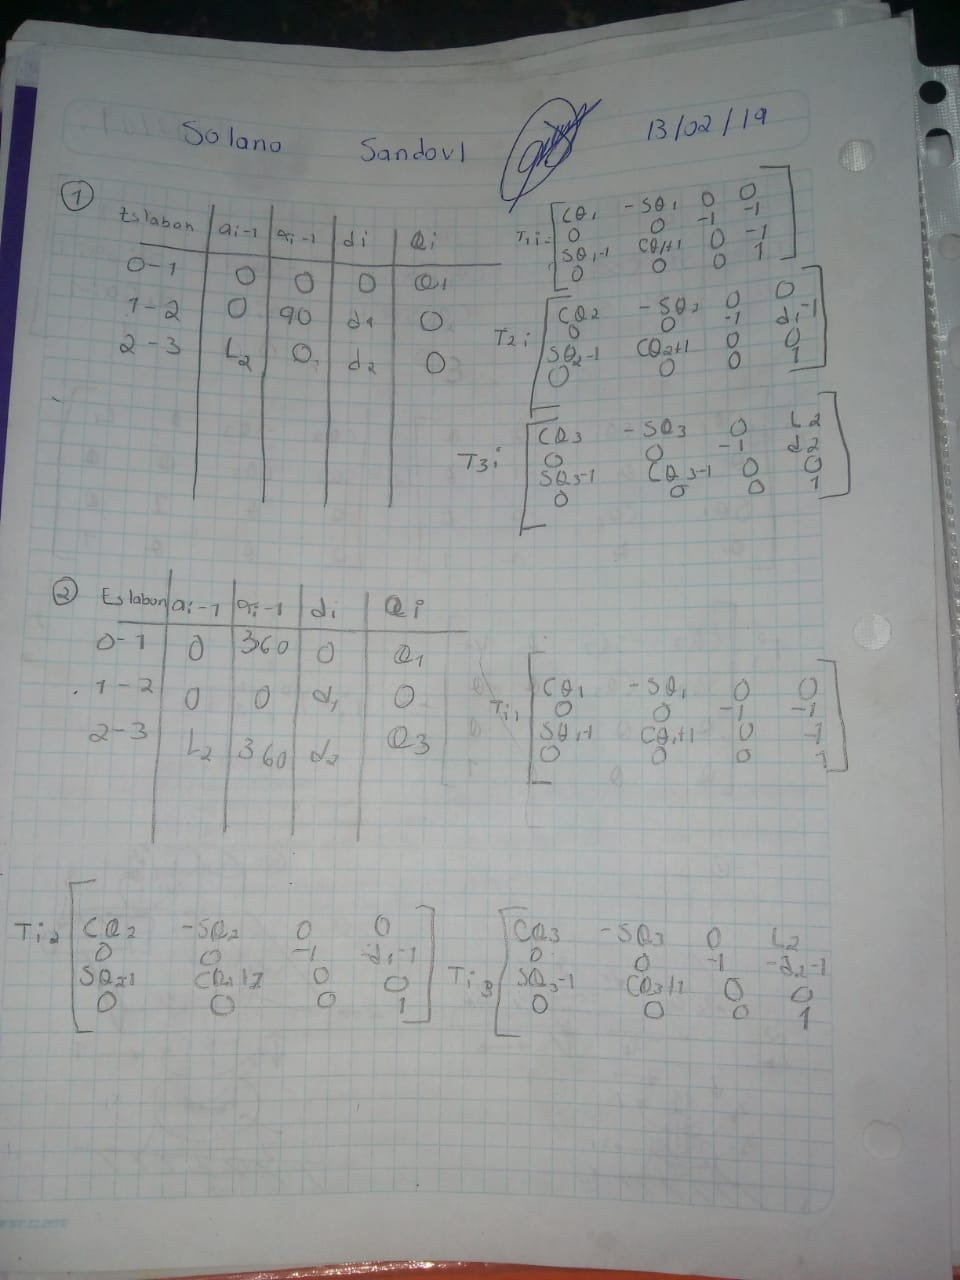 Solano Sandovl 13/02/19
①
Eslabon ai-1 αi-1 di θi
0-1 0 0 0 θ1
1-2 0 90 d1 0
2-3 L2 0 d2 0
T1i=
Cθ1 -Sθ1 0 0
0 0 -1 -1
Sθ1-1 Cθ1+1 0 -1
0 0 0 1
T2i
Cθ2 -Sθ2 0 0
0 0 -1 d1-1
Sθ2-1 Cθ2+1 0 0
0 0 0 1
T3i
Cθ3 -Sθ3 0 L2
0 0 -1 d2
Sθ3-1 Cθ3-1 0 0
0 0 0 1
②
Eslabon ai-1 αi-1 di θi
0-1 0 360 0 θ1
1-2 0 0 d1 0
2-3 L2 360 d2 θ3
Ti1
Cθ1 -Sθ1 0 0
0 0 -1 -1
Sθ1-1 Cθ1+1 0 -1
0 0 0 1
Ti2
Cθ2 -Sθ2 0 0
0 0 -1 -d1-1
Sθ2-1 0 0
0 0 0 1
Ti3
Cθ3 -Sθ3 0 L2
0 0 -1 -d2-1
Sθ3-1 Cθ3+1 0 0
0 0 0 1